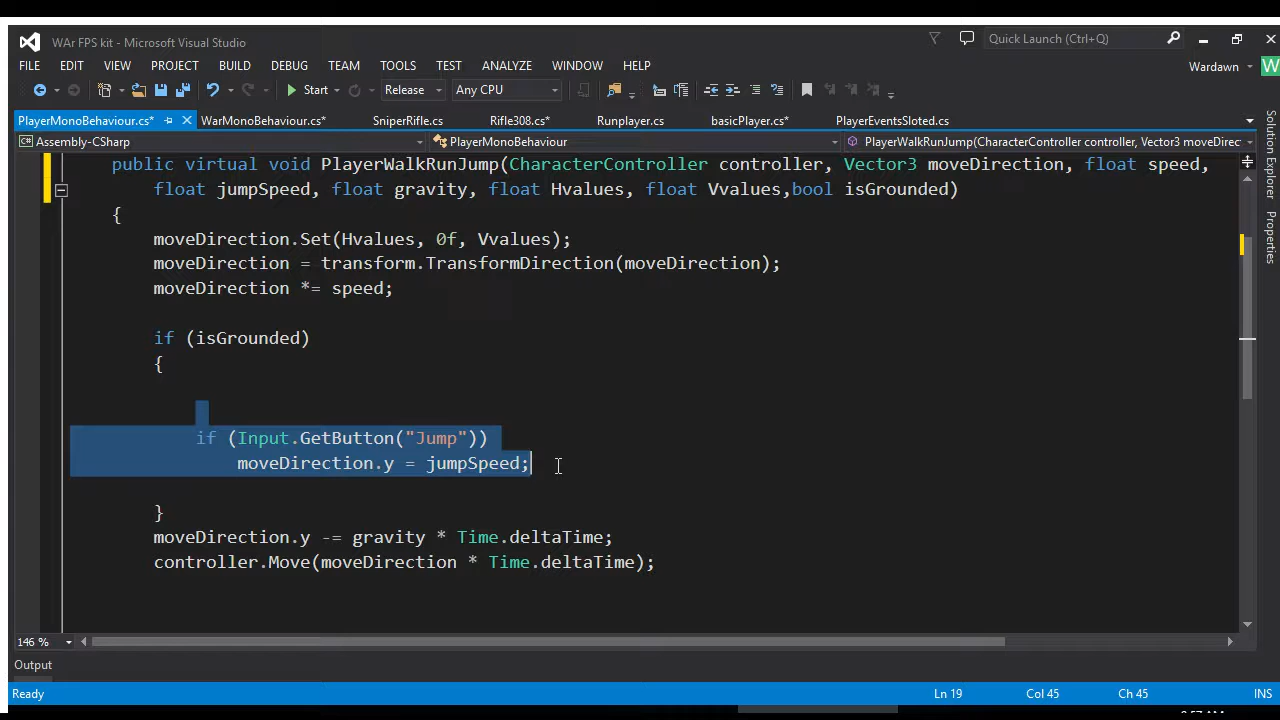 WAr FPS kit - Microsoft Visual Studio
Quick Launch (Ctrl+Q)
FILE EDIT VIEW PROJECT BUILD DEBUG TEAM TOOLS TEST ANALYZE WINDOW HELP
Wardawn W
Start Release Any CPU
PlayerMonoBehaviour.cs* WarMonoBehaviour.cs* SniperRifle.cs Rifle308.cs* Runplayer.cs basicPlayer.cs* PlayerEventsSloted.cs
Assembly-CSharp PlayerMonoBehaviour PlayerWalkRunJump(CharacterController controller, Vector3 moveDirec
public virtual void PlayerWalkRunJump(CharacterController controller, Vector3 moveDirection, float speed,
float jumpSpeed, float gravity, float Hvalues, float Vvalues,bool isGrounded)
{
moveDirection.Set(Hvalues, 0f, Vvalues);
moveDirection = transform.TransformDirection(moveDirection);
moveDirection *= speed;
if (isGrounded)
{
if (Input.GetButton("Jump"))
moveDirection.y = jumpSpeed;
}
moveDirection.y -= gravity * Time.deltaTime;
controller.Move(moveDirection * Time.deltaTime);
Solution Explorer
Properties
146 %
Output
Ready Ln 19 Col 45 Ch 45 INS